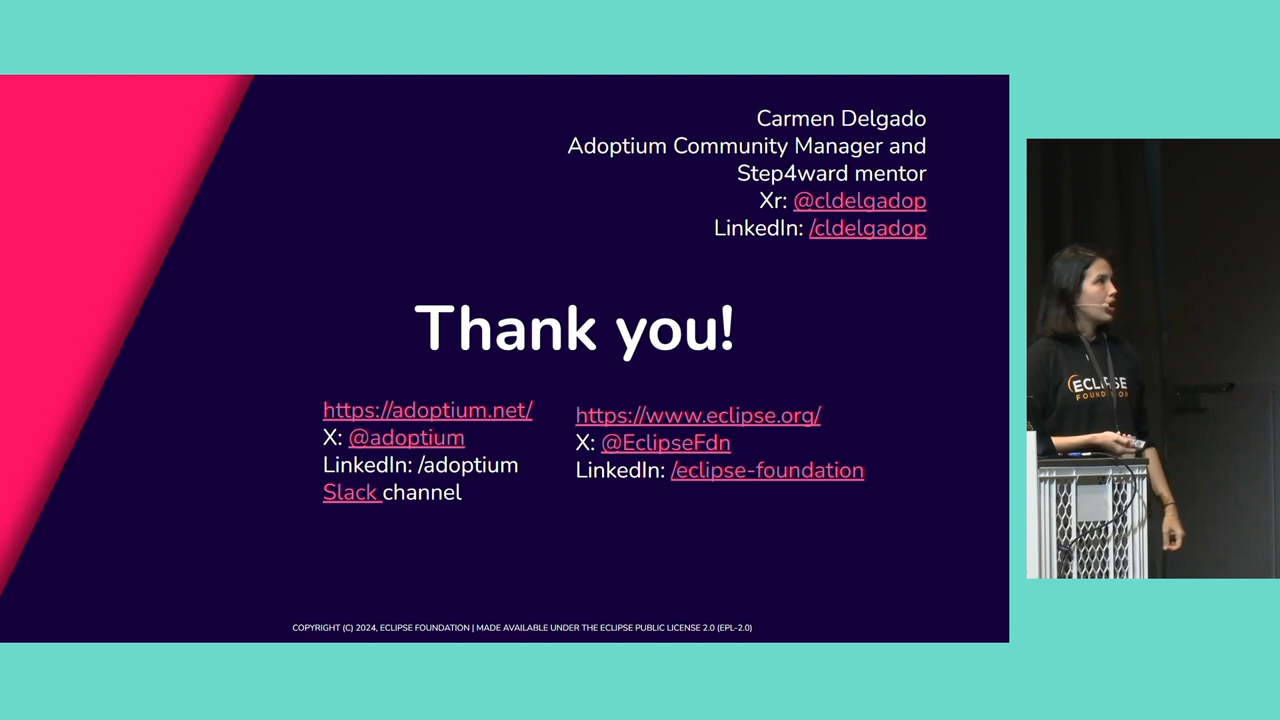 Carmen Delgado
Adoptium Community Manager and
Step4ward mentor
Xr: @cldelgadop
LinkedIn: /cldelgadop
Thank you!
https://adoptium.net/
X: @adoptium
LinkedIn: /adoptium
Slack channel
https://www.eclipse.org/
X: @EclipseFdn
LinkedIn: /eclipse-foundation
COPYRIGHT (C) 2024, ECLIPSE FOUNDATION | MADE AVAILABLE UNDER THE ECLIPSE PUBLIC LICENSE 2.0 (EPL-2.0)
ECLIPSE
FOUNDATION